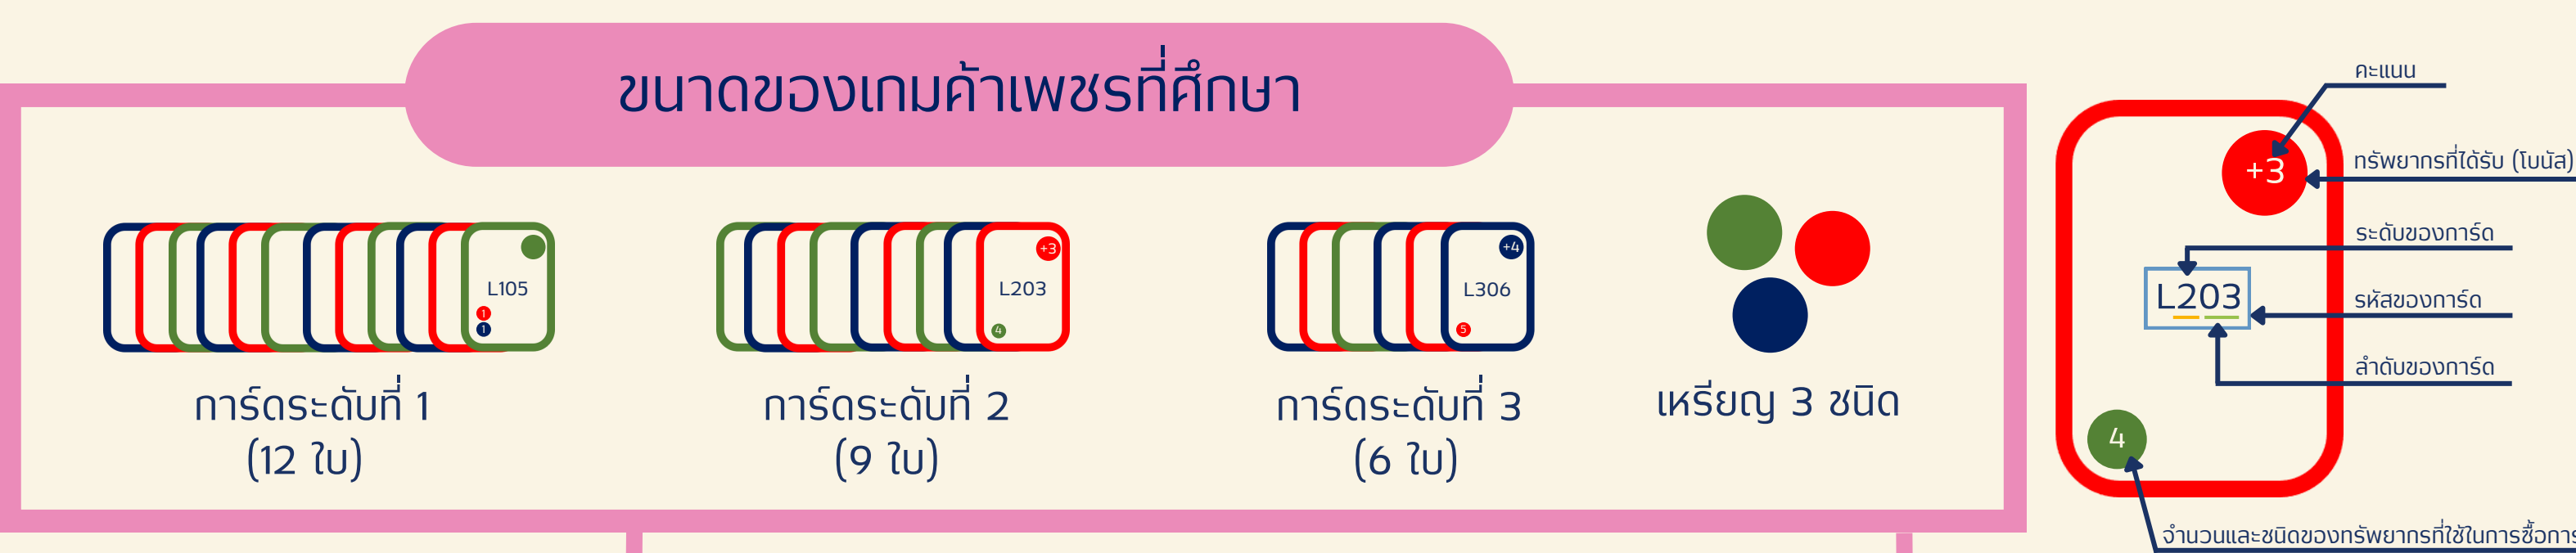 ขนาดของเกมค้าเพชรที่ศึกษา
L105
1
1
การ์ดระดับที่ 1
(12 ใบ)
+3
L203
4
การ์ดระดับที่ 2
(9 ใบ)
+4
L306
5
การ์ดระดับที่ 3
(6 ใบ)
เหรียญ 3 ชนิด
คะแนน
+3
ทรัพยากรที่ได้รับ (โบนัส)
ระดับของการ์ด
L203
รหัสของการ์ด
ลำดับของการ์ด
4
จำนวนและชนิดของทรัพยากรที่ใช้ในการซื้อ